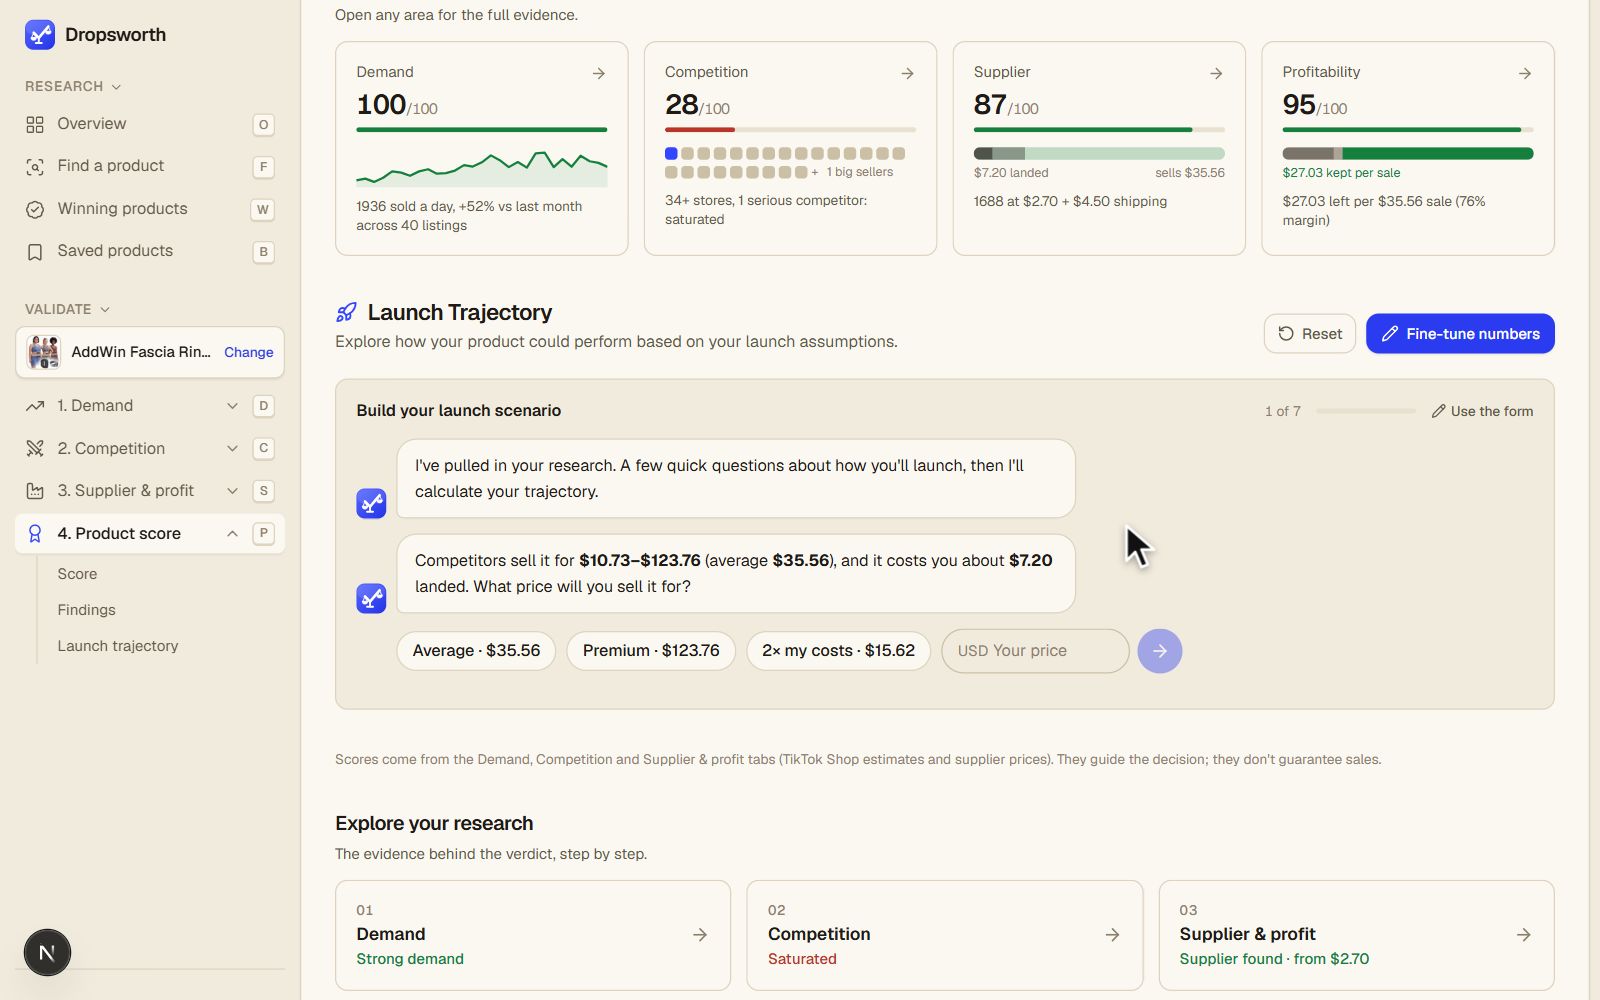 Dropsworth
RESEARCH
Overview
O
Find a product
F
Winning products
W
Saved products
B
VALIDATE
AddWin Fascia Rin...
Change
1. Demand
D
2. Competition
C
3. Supplier & profit
S
4. Product score
P
Score
Findings
Launch trajectory
N
Open any area for the full evidence.
Demand
100/100
1936 sold a day, +52% vs last month
across 40 listings
Competition
28/100
+ 1 big sellers
34+ stores, 1 serious competitor:
saturated
Supplier
87/100
$7.20 landed
sells $35.56
1688 at $2.70 + $4.50 shipping
Profitability
95/100
$27.03 kept per sale
$27.03 left per $35.56 sale (76%
margin)
Launch Trajectory
Explore how your product could perform based on your launch assumptions.
Reset
Fine-tune numbers
Build your launch scenario
1 of 7
Use the form
I've pulled in your research. A few quick questions about how you'll launch, then I'll
calculate your trajectory.
Competitors sell it for $10.73–$123.76 (average $35.56), and it costs you about $7.20
landed. What price will you sell it for?
Average · $35.56
Premium · $123.76
2× my costs · $15.62
USD Your price
Scores come from the Demand, Competition and Supplier & profit tabs (TikTok Shop estimates and supplier prices). They guide the decision; they don't guarantee sales.
Explore your research
The evidence behind the verdict, step by step.
01
Demand
Strong demand
02
Competition
Saturated
03
Supplier & profit
Supplier found · from $2.70